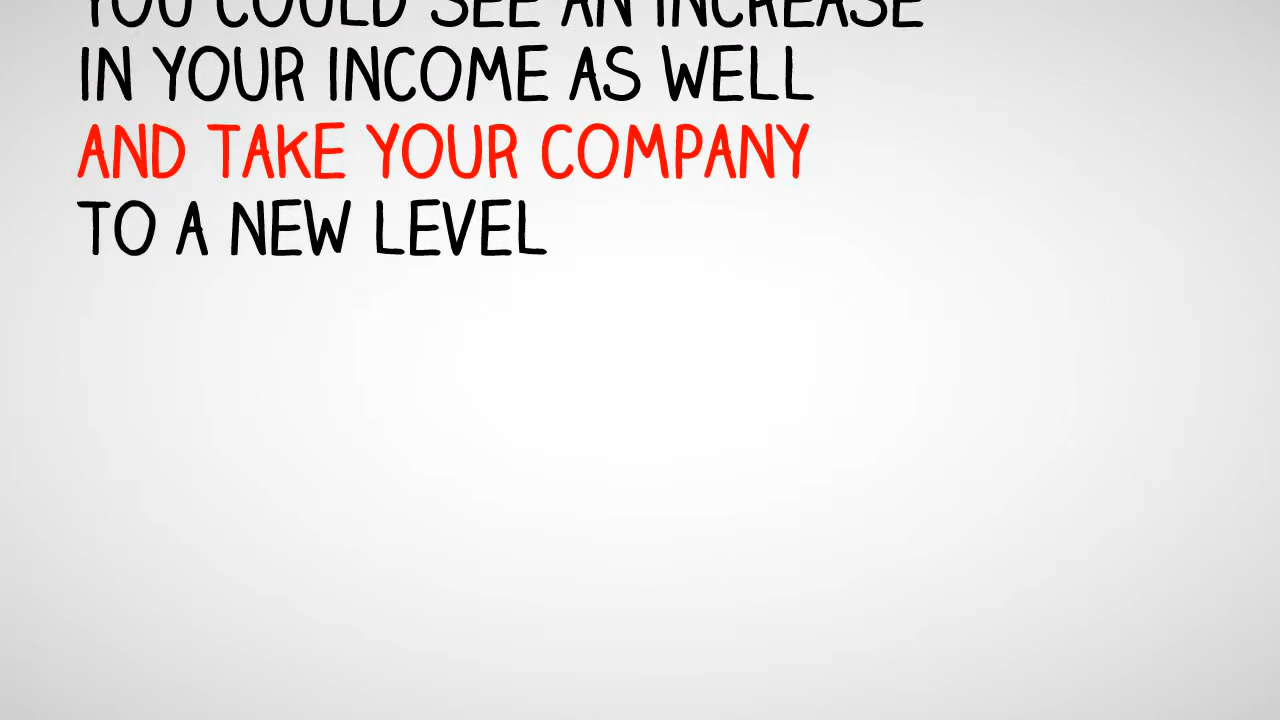 YOU COULD SEE AN INCREASE
IN YOUR INCOME AS WELL
AND TAKE YOUR COMPANY
TO A NEW LEVEL